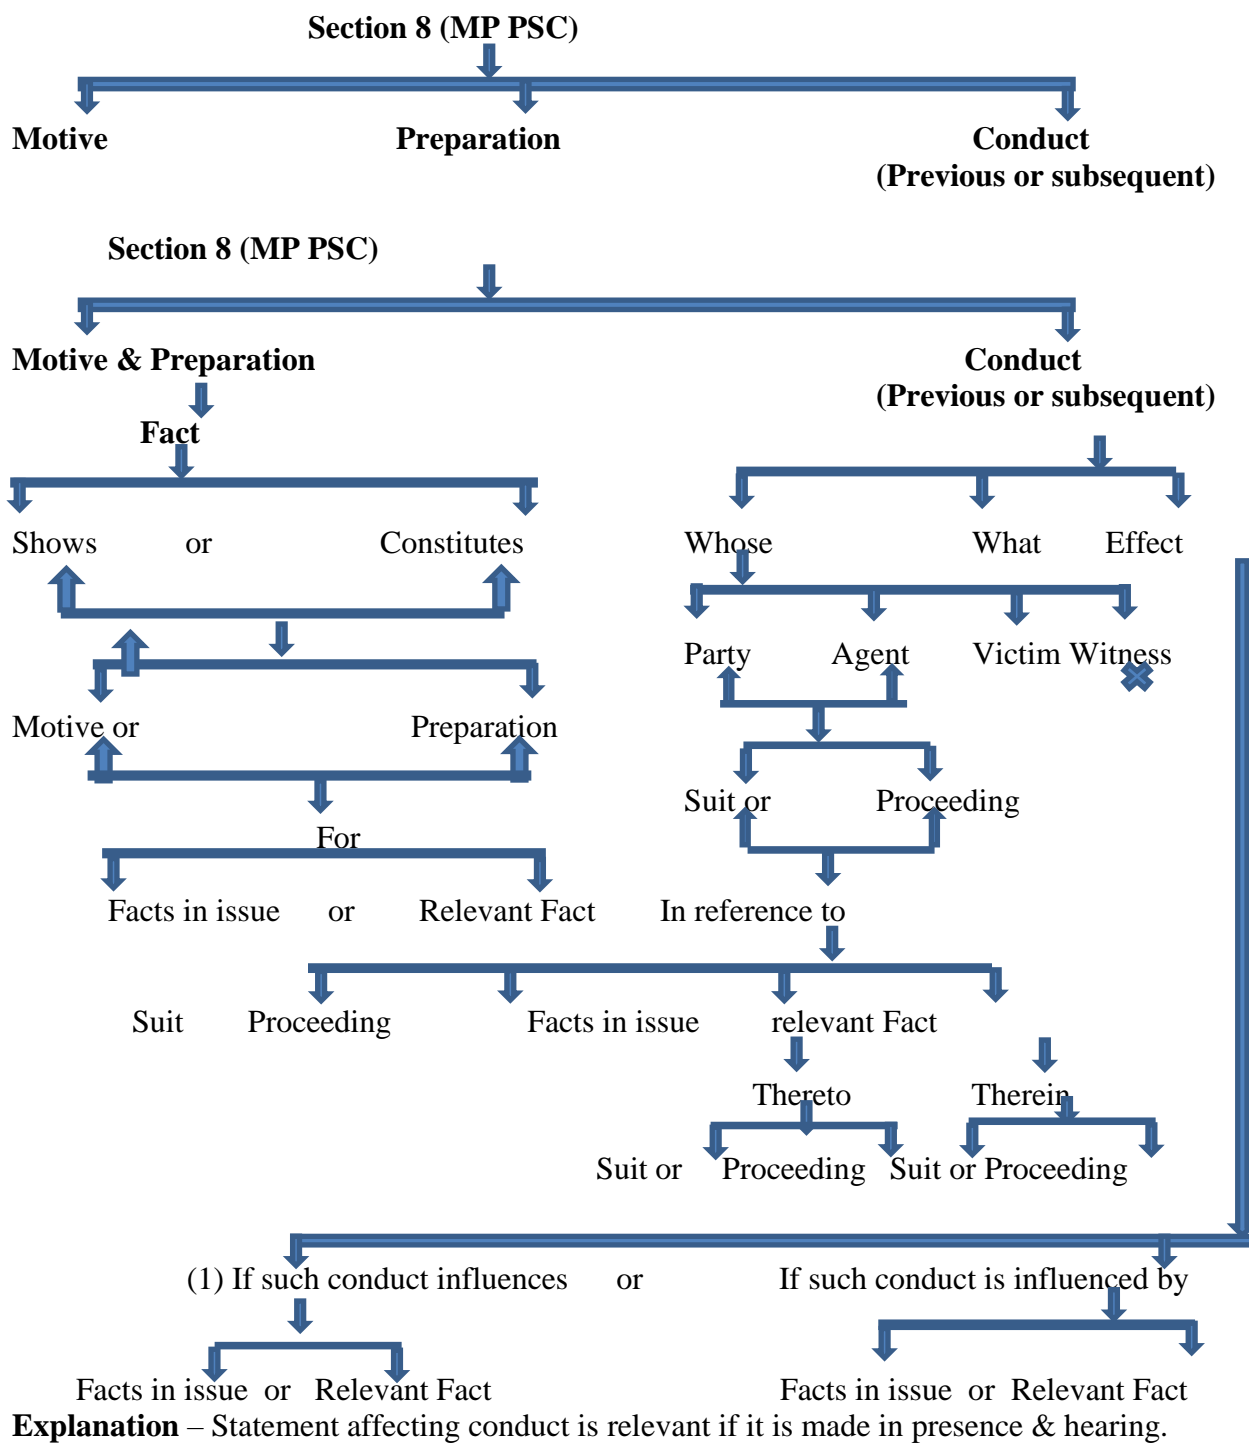 Section 8 (MP PSC)
Motive Preparation Conduct
(Previous or subsequent)
Section 8 (MP PSC)
Motive & Preparation Conduct
(Previous or subsequent)
Fact
Shows or Constitutes Whose What Effect
Party Agent Victim Witness
Motive or Preparation
Suit or Proceeding
For
Facts in issue or Relevant Fact In reference to
Suit Proceeding Facts in issue relevant Fact
Thereto Therein
Suit or Proceeding Suit or Proceeding
(1) If such conduct influences or If such conduct is influenced by
Facts in issue or Relevant Fact Facts in issue or Relevant Fact
Explanation – Statement affecting conduct is relevant if it is made in presence & hearing.